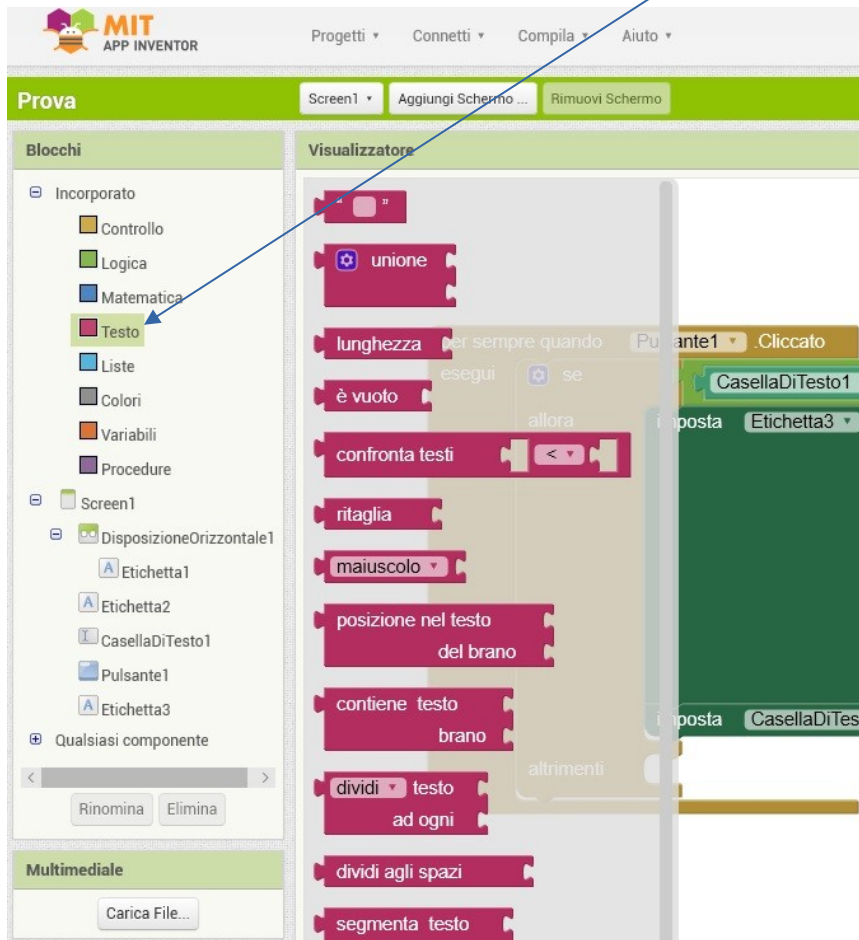 MIT
APP INVENTOR
Progetti
Connetti
Compila
Aiuto
Prova
Screen1
Aggiungi Schermo ...
Rimuovi Schermo
Blocchi
Visualizzatore
Incorporato
Controllo
Logica
Matematica
Testo
Liste
Colori
Variabili
Procedure
Screen1
DisposizioneOrizzontale1
Etichetta1
Etichetta2
CasellaDiTesto1
Pulsante1
Etichetta3
Qualsiasi componente
Rinomina
Elimina
Multimediale
Carica File...
“ ”
unione
lunghezza
è vuoto
confronta testi <
ritaglia
maiuscolo
posizione nel testo
del brano
contiene testo
brano
dividi testo
ad ogni
dividi agli spazi
segmenta testo
per sempre quando Pulsante1 .Cliccato
esegui se CasellaDiTesto1
allora imposta Etichetta3
imposta CasellaDiTes
altrimenti